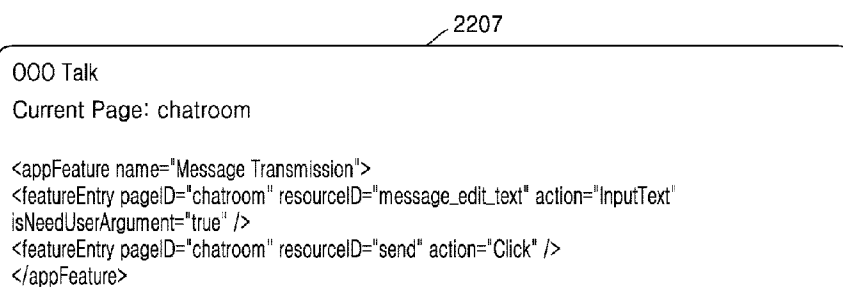 2207
OOO Talk
Current Page: chatroom
<appFeature name="Message Transmission">
<featureEntry pageID="chatroom" resourceID="message_edit_text" action="InputText"
isNeedUserArgument="true" />
<featureEntry pageID="chatroom" resourceID="send" action="Click" />
</appFeature>